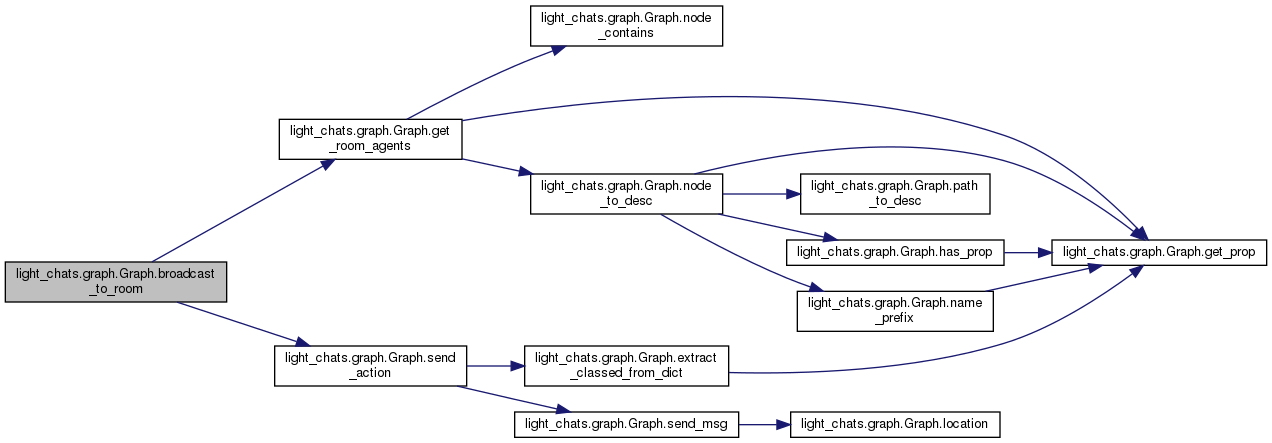 light_chats.graph.Graph.broadcast
_to_room
light_chats.graph.Graph.get
_room_agents
light_chats.graph.Graph.send
_action
light_chats.graph.Graph.node
_contains
light_chats.graph.Graph.node
_to_desc
light_chats.graph.Graph.extract
_classed_from_dict
light_chats.graph.Graph.send_msg
light_chats.graph.Graph.path
_to_desc
light_chats.graph.Graph.has_prop
light_chats.graph.Graph.name
_prefix
light_chats.graph.Graph.location
light_chats.graph.Graph.get_prop